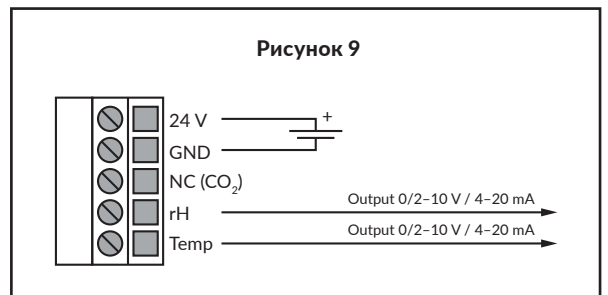 Рисунок 9
24 V
+
GND
NC (CO₂)
rH
Output 0/2–10 V / 4–20 mA
Temp
Output 0/2–10 V / 4–20 mA